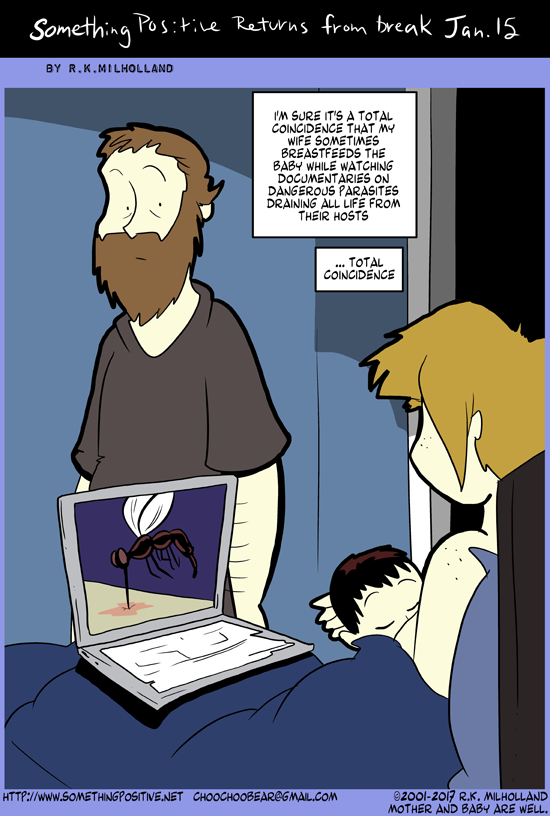 Something Positive Returns from break Jan. 15
BY R.K.MILHOLLAND
I'M SURE IT'S A TOTAL
COINCIDENCE THAT MY
WIFE SOMETIMES
BREASTFEEDS THE
BABY WHILE WATCHING
DOCUMENTARIES ON
DANGEROUS PARASITES
DRAINING ALL LIFE FROM
THEIR HOSTS
... TOTAL
COINCIDENCE
HTTP://WWW.SOMETHINGPOSITIVE.NET CHOOCHOOBEAR@GMAIL.COM
©2001-2017 R.K. MILHOLLAND
MOTHER AND BABY ARE WELL.